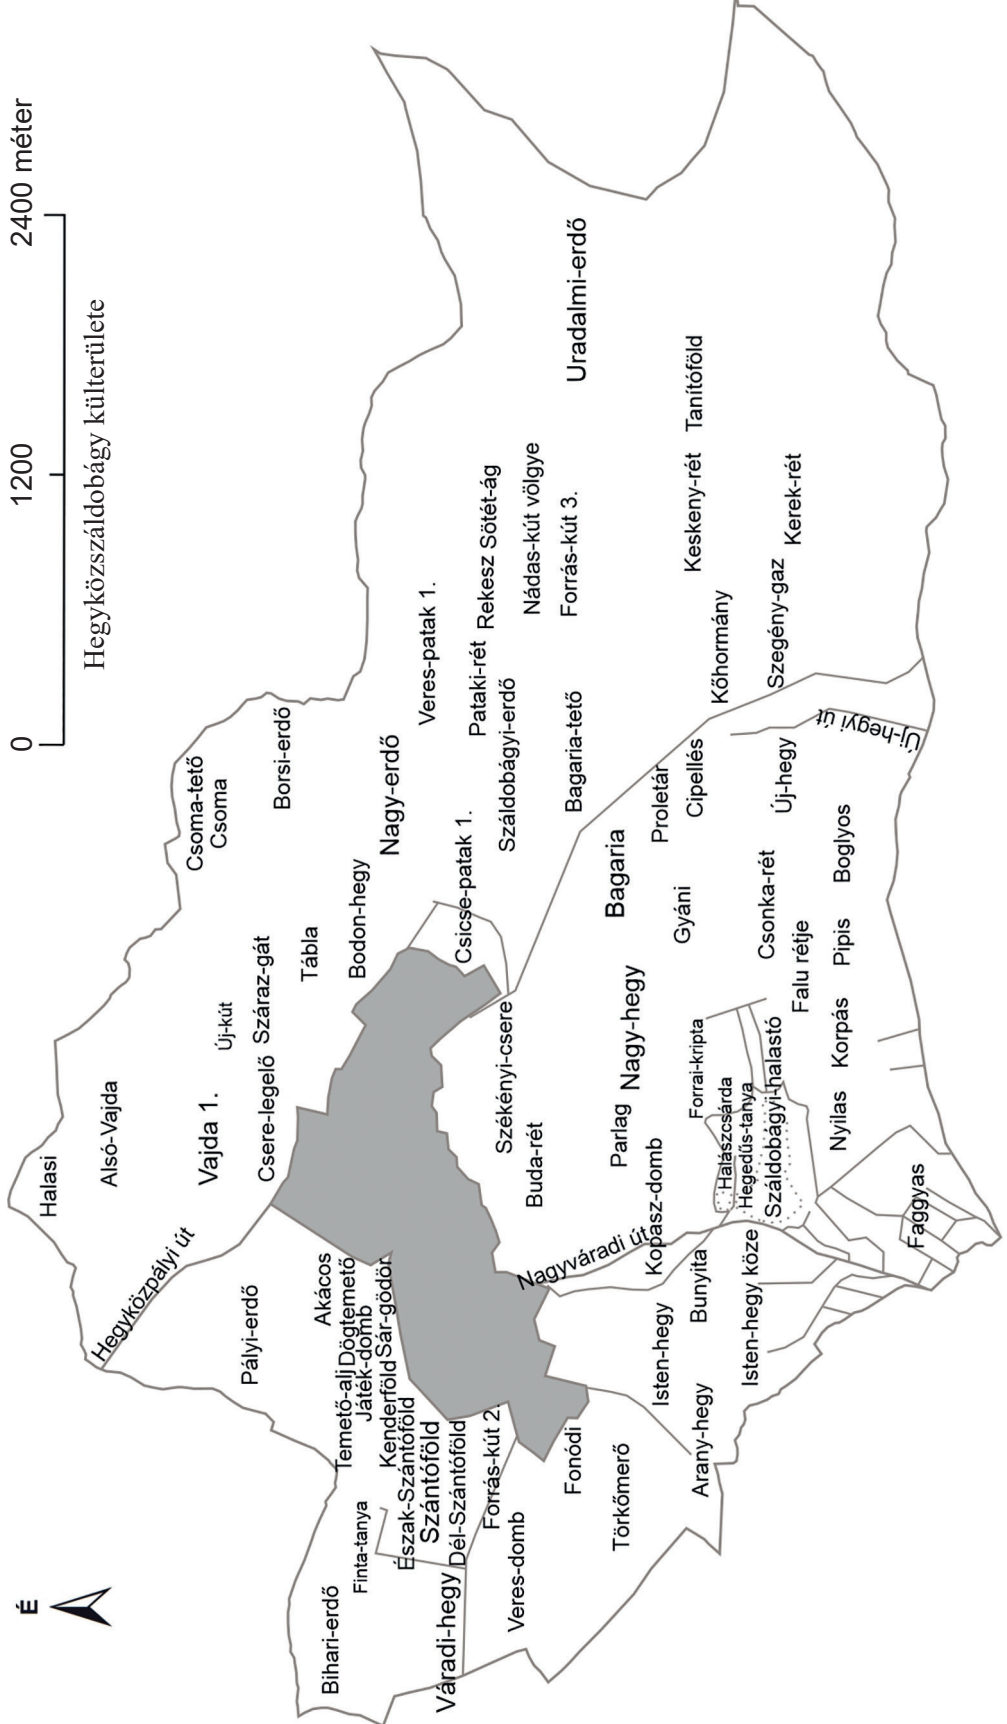 É
0 1200 2400 méter
Hegyközszáldobágy külterülete
Halasi
Alsó-Vajda
Hegyközpályi út
Vajda 1.
Új-kút
Csoma-tető
Csoma
Pályi-erdő
Csere-legelő
Száraz-gát
Borsi-erdő
Tábla
Akácos
Bihari-erdő
Temető-alj
Dögtemető
Játék-domb
Finta-tanya
Bodon-hegy
Kenderföld
Sár-gödör
Nagy-erdő
Észak-Szántóföld
Szántóföld
Veres-patak 1.
Váradi-hegy
Dél-Szántóföld
Csicse-patak 1.
Pataki-rét
Rekesz
Sötét-ág
Forrás-kút 2.
Székényi-csere
Száldobágyi-erdő
Veres-domb
Buda-rét
Nádas-kút völgye
Fonódi
Nagyváradi út
Bagaria-tető
Forrás-kút 3.
Uradalmi-erdő
Törkőmerő
Parlag
Nagy-hegy
Bagaria
Isten-hegy
Kopasz-domb
Gyáni
Proletár
Arany-hegy
Bunyita
Forrai-kripta
Cipellés
Keskeny-rét
Tanítóföld
Halászcsárda
Kőhormány
Hegedűs-tanya
Isten-hegy köze
Száldobágyi-halastó
Csonka-rét
Új-hegy
Szegény-gaz
Kerek-rét
Falu rétje
Nyilas
Korpás
Pipis
Boglyos
Új-hegyi út
Faggyas